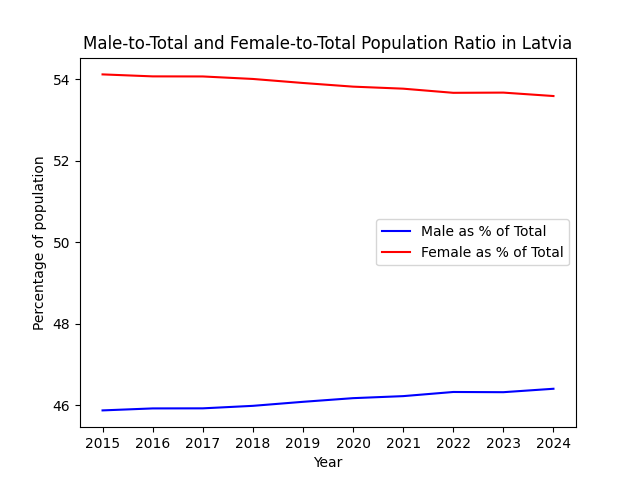 Male-to-Total and Female-to-Total Population Ratio in Latvia
Percentage of population
54
52
50
48
46
Male as % of Total
Female as % of Total
2015 2016 2017 2018 2019 2020 2021 2022 2023 2024
Year